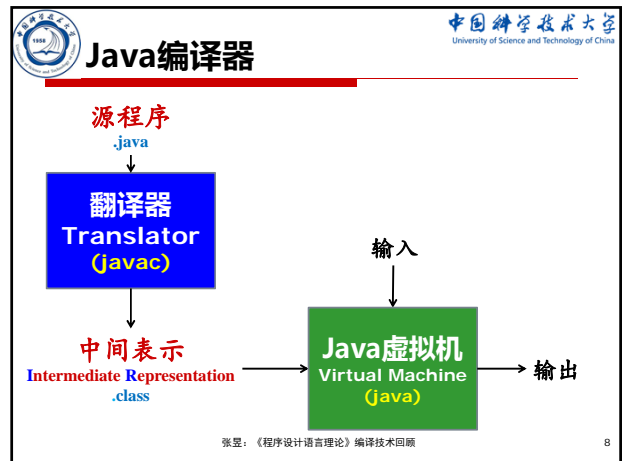 中国科学技术大学
University of Science and Technology of China
1958
Java编译器
源程序
.java
翻译器
Translator
(javac)
输入
中间表示
Intermediate Representation
.class
Java虚拟机
Virtual Machine
(java)
输出
张昱：《程序设计语言理论》编译技术回顾
8